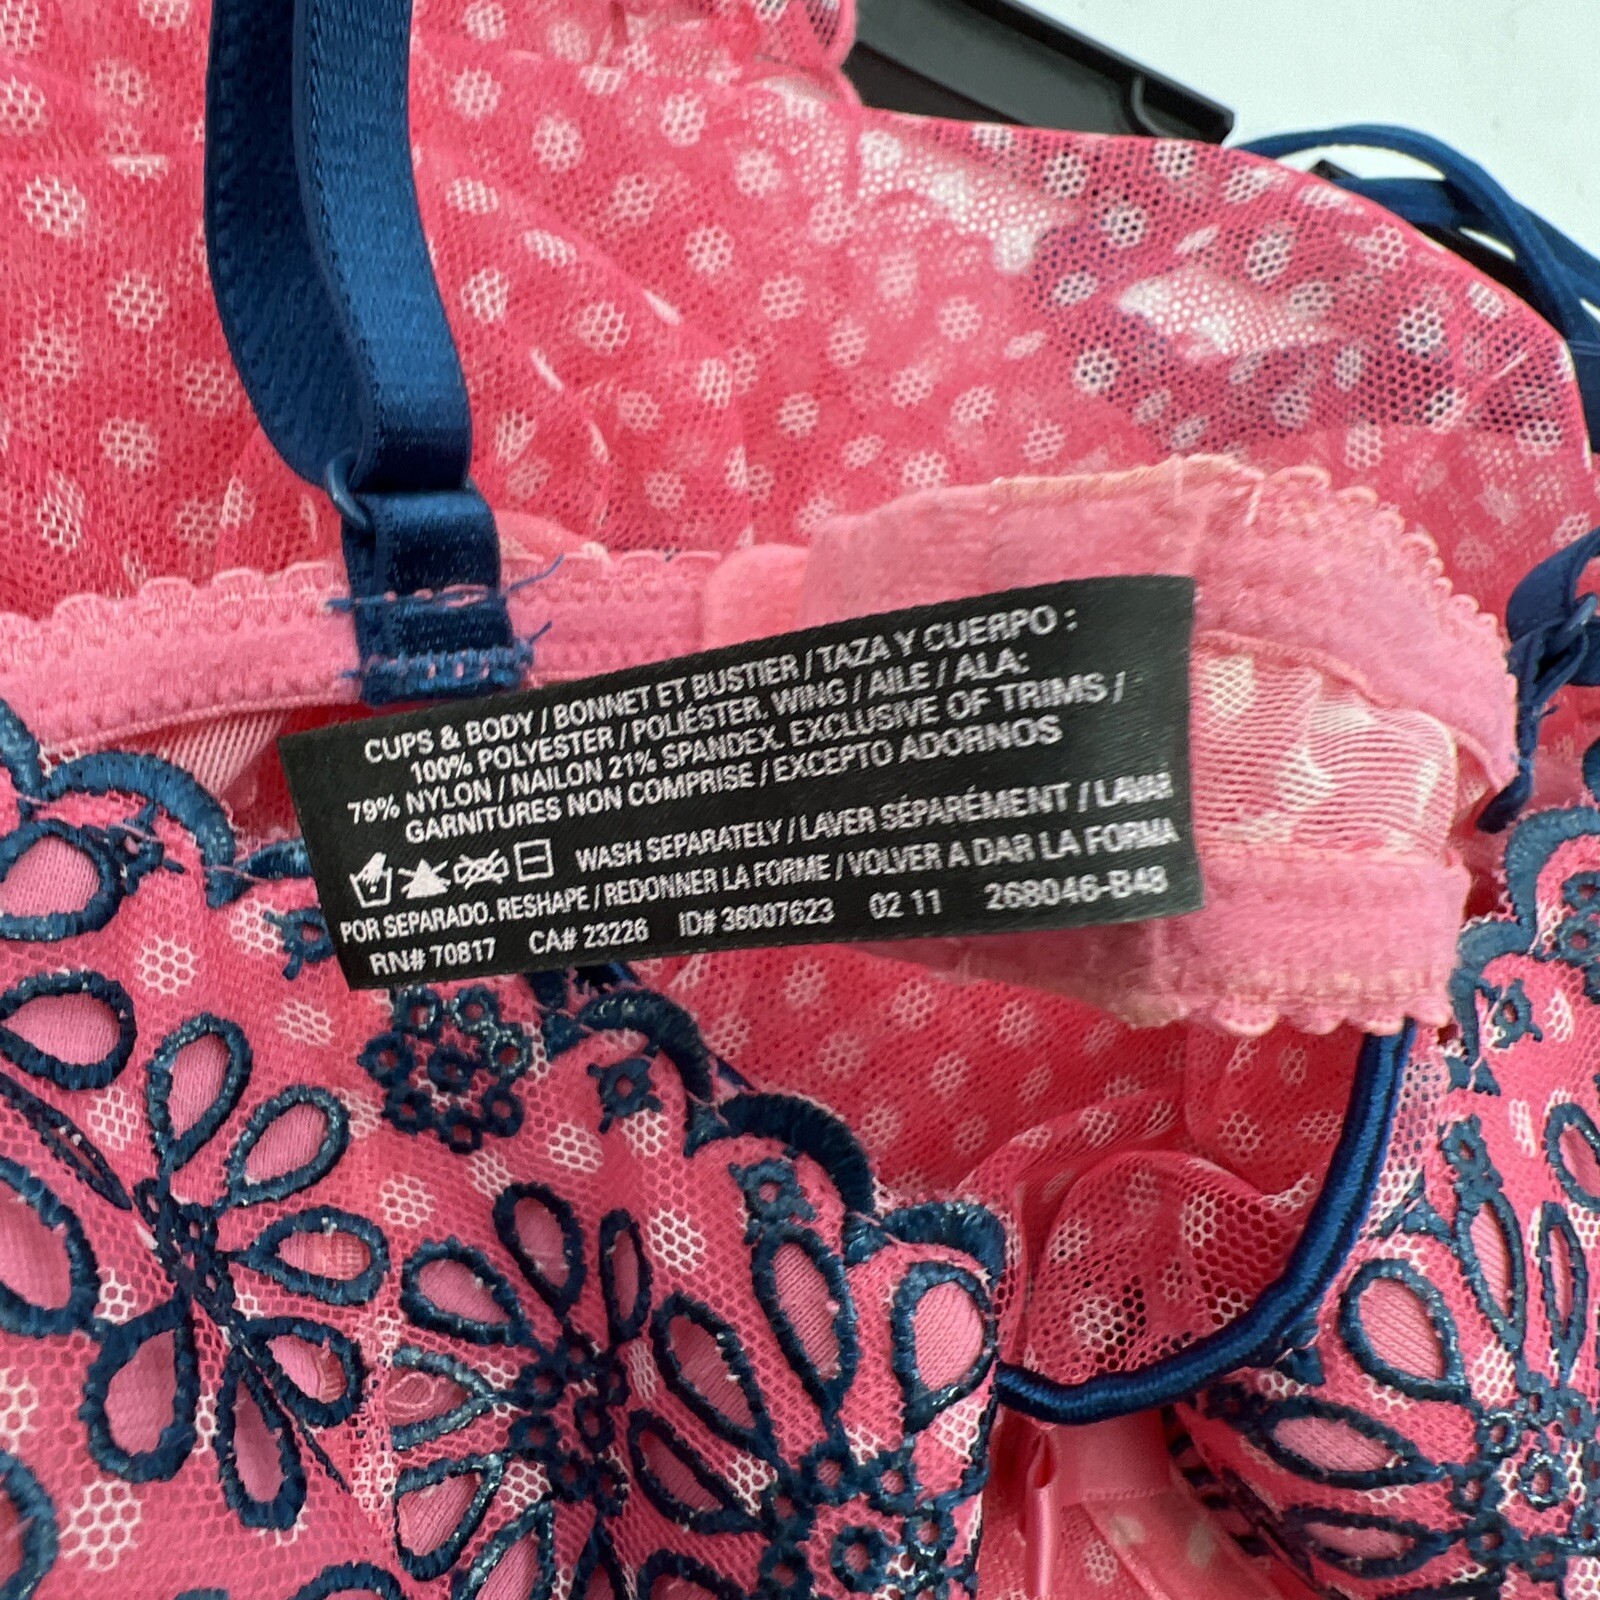 CUPS & BODY / BONNET ET BUSTIER / TAZA Y CUERPO :
100% POLYESTER / POLIÉSTER. WING / AILE / ALA:
79% NYLON / NAILON 21% SPANDEX. EXCLUSIVE OF TRIMS /
GARNITURES NON COMPRISE / EXCEPTO ADORNOS
WASH SEPARATELY / LAVER SÉPARÉMENT / LAVAR
POR SEPARADO. RESHAPE / REDONNER LA FORME / VOLVER A DAR LA FORMA
RN# 70817 CA# 23226 ID# 36007623 02 11 268046-B48